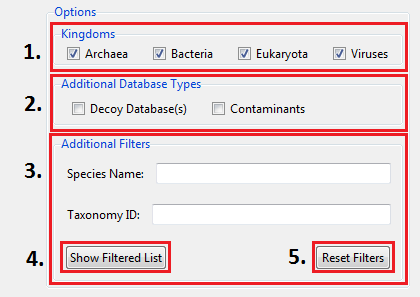 Options
Kingdoms
1. Archaea Bacteria Eukaryota Viruses
Additional Database Types
2. Decoy Database(s) Contaminants
Additional Filters
3. Species Name:
Taxonomy ID:
4. Show Filtered List 5. Reset Filters